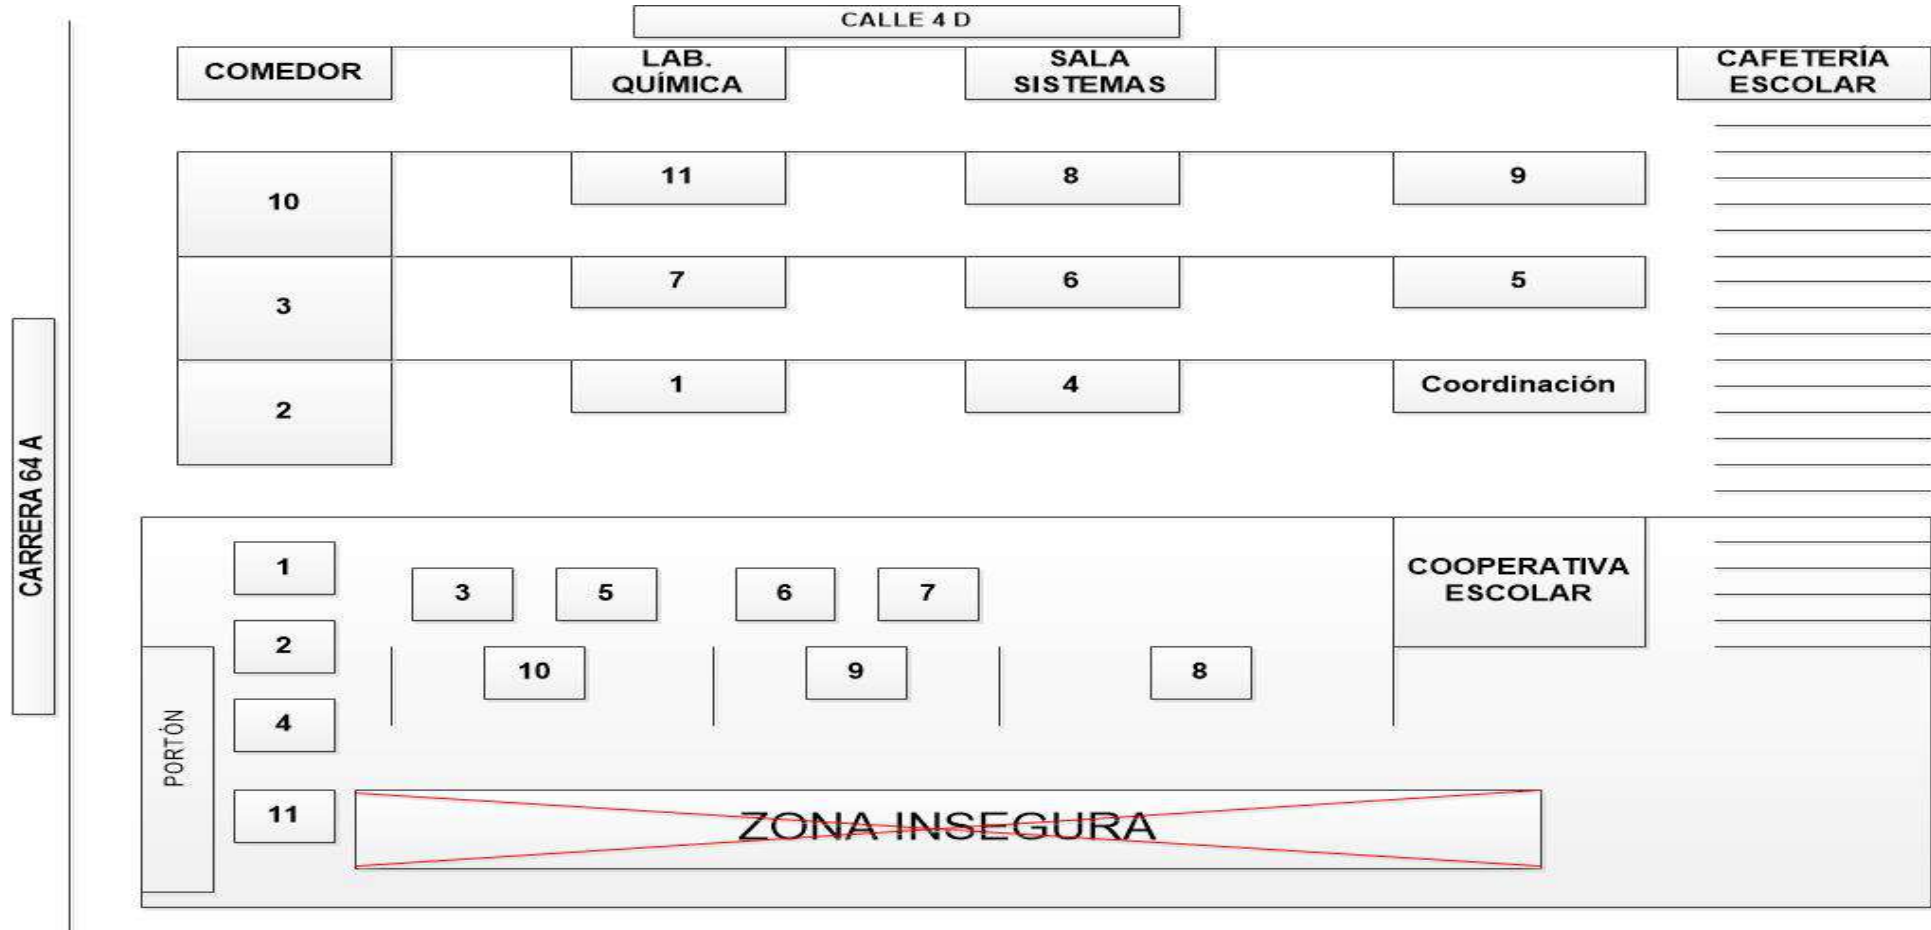 CALLE 4 D
COMEDOR
LAB.
QUÍMICA
SALA
SISTEMAS
CAFETERÍA
ESCOLAR
10
11
8
9
3
7
6
5
2
1
4
Coordinación
CARRERA 64 A
1
3
5
6
7
COOPERATIVA
ESCOLAR
2
10
9
8
4
PORTÓN
11
ZONA INSEGURA